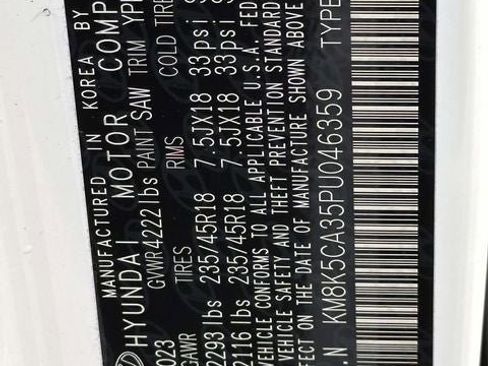 MANUFACTURED IN KOREA BY
HYUNDAI MOTOR COMP
GVWR 4222 lbs PAINT SAW TRIM YP
023
GAWR TIRES RIMS COLD TIRE
2293 lbs 235/45R18 7.5JX18 33psi
2116 lbs 235/45R18 7.5JX18 33psi
VEHICLE CONFORMS TO ALL APPLICABLE U.S.A. FED
VEHICLE SAFETY AND THEFT PREVENTION STANDARD
FFECT ON THE DATE OF MANUFACTURE SHOWN ABOVE
.N KM8K5CA35PU046359 TYPE